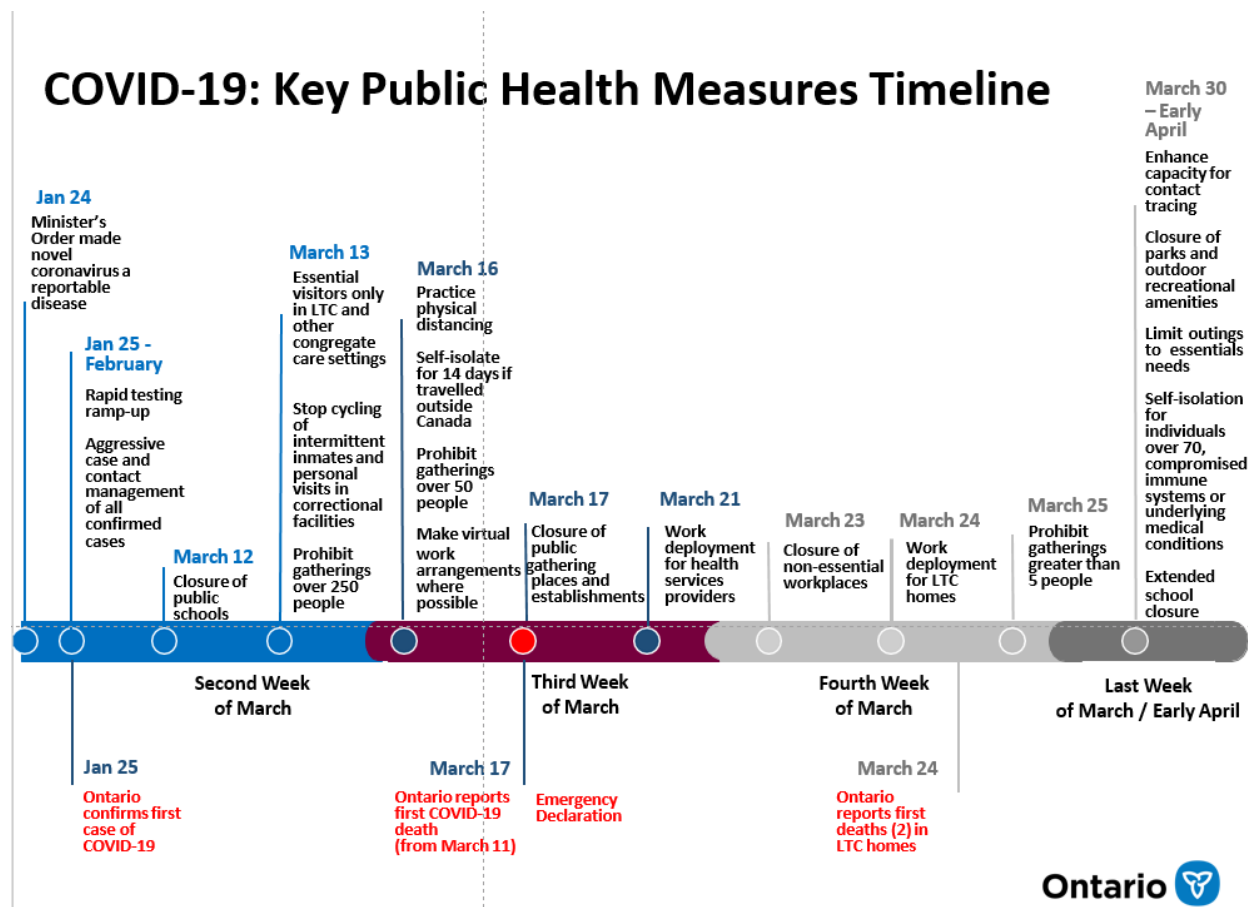 COVID-19: Key Public Health Measures Timeline
Jan 24
Minister's
Order made
novel
coronavirus a
reportable
disease
Jan 25 -
February
Rapid testing
ramp-up
Aggressive
case and
contact
management
of all
confirmed
cases
March 12
Closure of
public
schools
March 13
Essential
visitors only
in LTC and
other
congregate
care settings
Stop cycling
of
intermittent
inmates and
personal
visits in
correctional
facilities
Prohibit
gatherings
over 250
people
March 16
Practice
physical
distancing
Self-isolate
for 14 days if
travelled
outside
Canada
Prohibit
gatherings
over 50
people
Make virtual
work
arrangements
where
possible
March 17
Closure of
public
gathering
places and
establishments
March 21
Work
deployment
for health
services
providers
March 23
Closure of
non-essential
workplaces
March 24
Work
deployment
for LTC
homes
March 25
Prohibit
gatherings
greater than
5 people
March 30
– Early
April
Enhance
capacity for
contact
tracing
Closure of
parks and
outdoor
recreational
amenities
Limit outings
to essentials
needs
Self-isolation
for
individuals
over 70,
compromised
immune
systems or
underlying
medical
conditions
Extended
school
closure
Second Week
of March
Third Week
of March
Fourth Week
of March
Last Week
of March / Early April
Jan 25
Ontario
confirms first
case of
COVID-19
March 17
Ontario reports
first COVID-19
death
(from March 11)
Emergency
Declaration
March 24
Ontario
reports first
deaths (2) in
LTC homes
Ontario